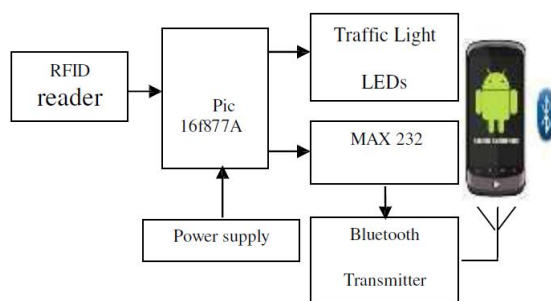 RFID
reader
Pic
16f877A
Power supply
Traffic Light
LEDs
MAX 232
Bluetooth
Transmitter